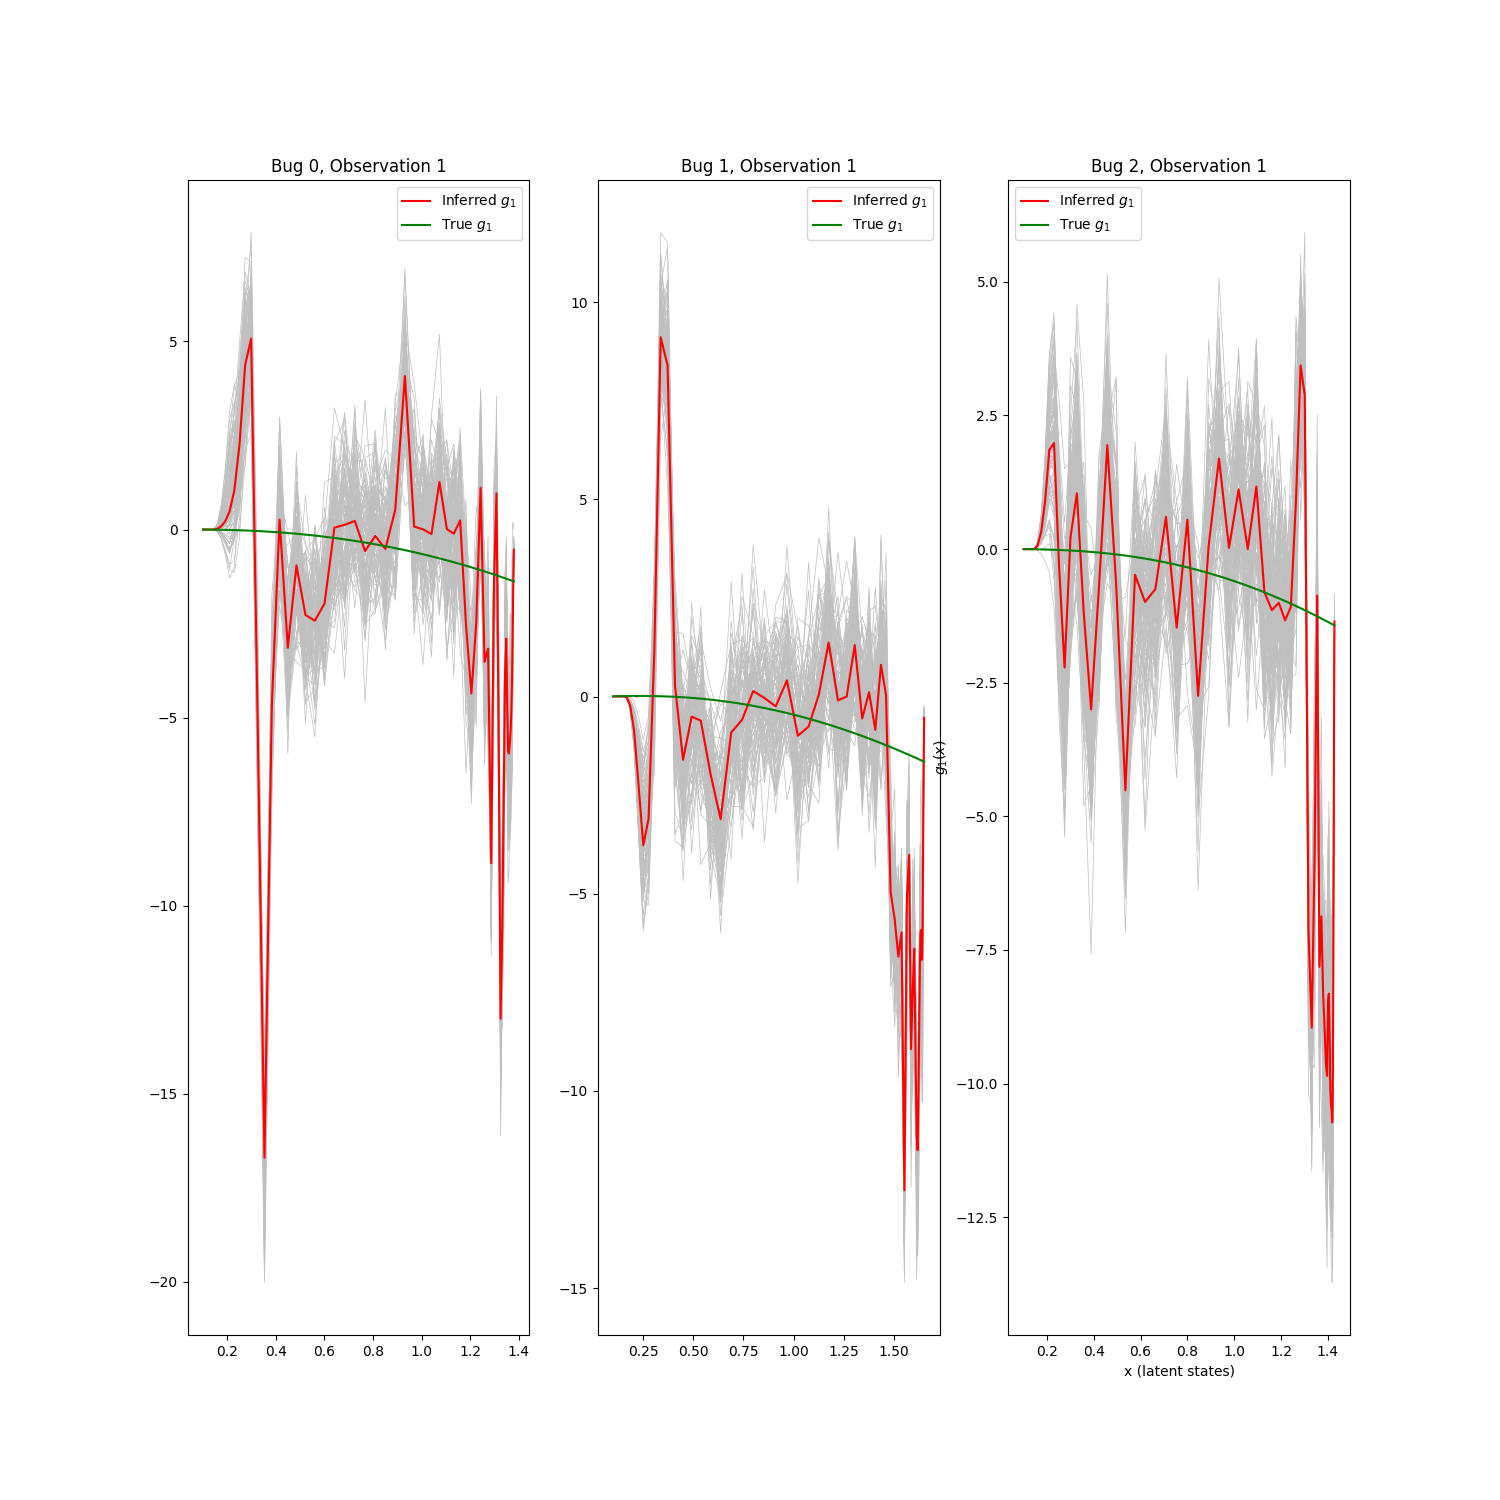 Bug 0, Observation 1
Inferred g₁
True g₁
5
0
−5
−10
−15
−20
0.2 0.4 0.6 0.8 1.0 1.2 1.4
Bug 1, Observation 1
Inferred g₁
True g₁
10
5
0
−5
−10
−15
0.25 0.50 0.75 1.00 1.25 1.50
Bug 2, Observation 1
Inferred g₁
True g₁
g₁(x)
5.0
2.5
0.0
−2.5
−5.0
−7.5
−10.0
−12.5
0.2 0.4 0.6 0.8 1.0 1.2 1.4
x (latent states)